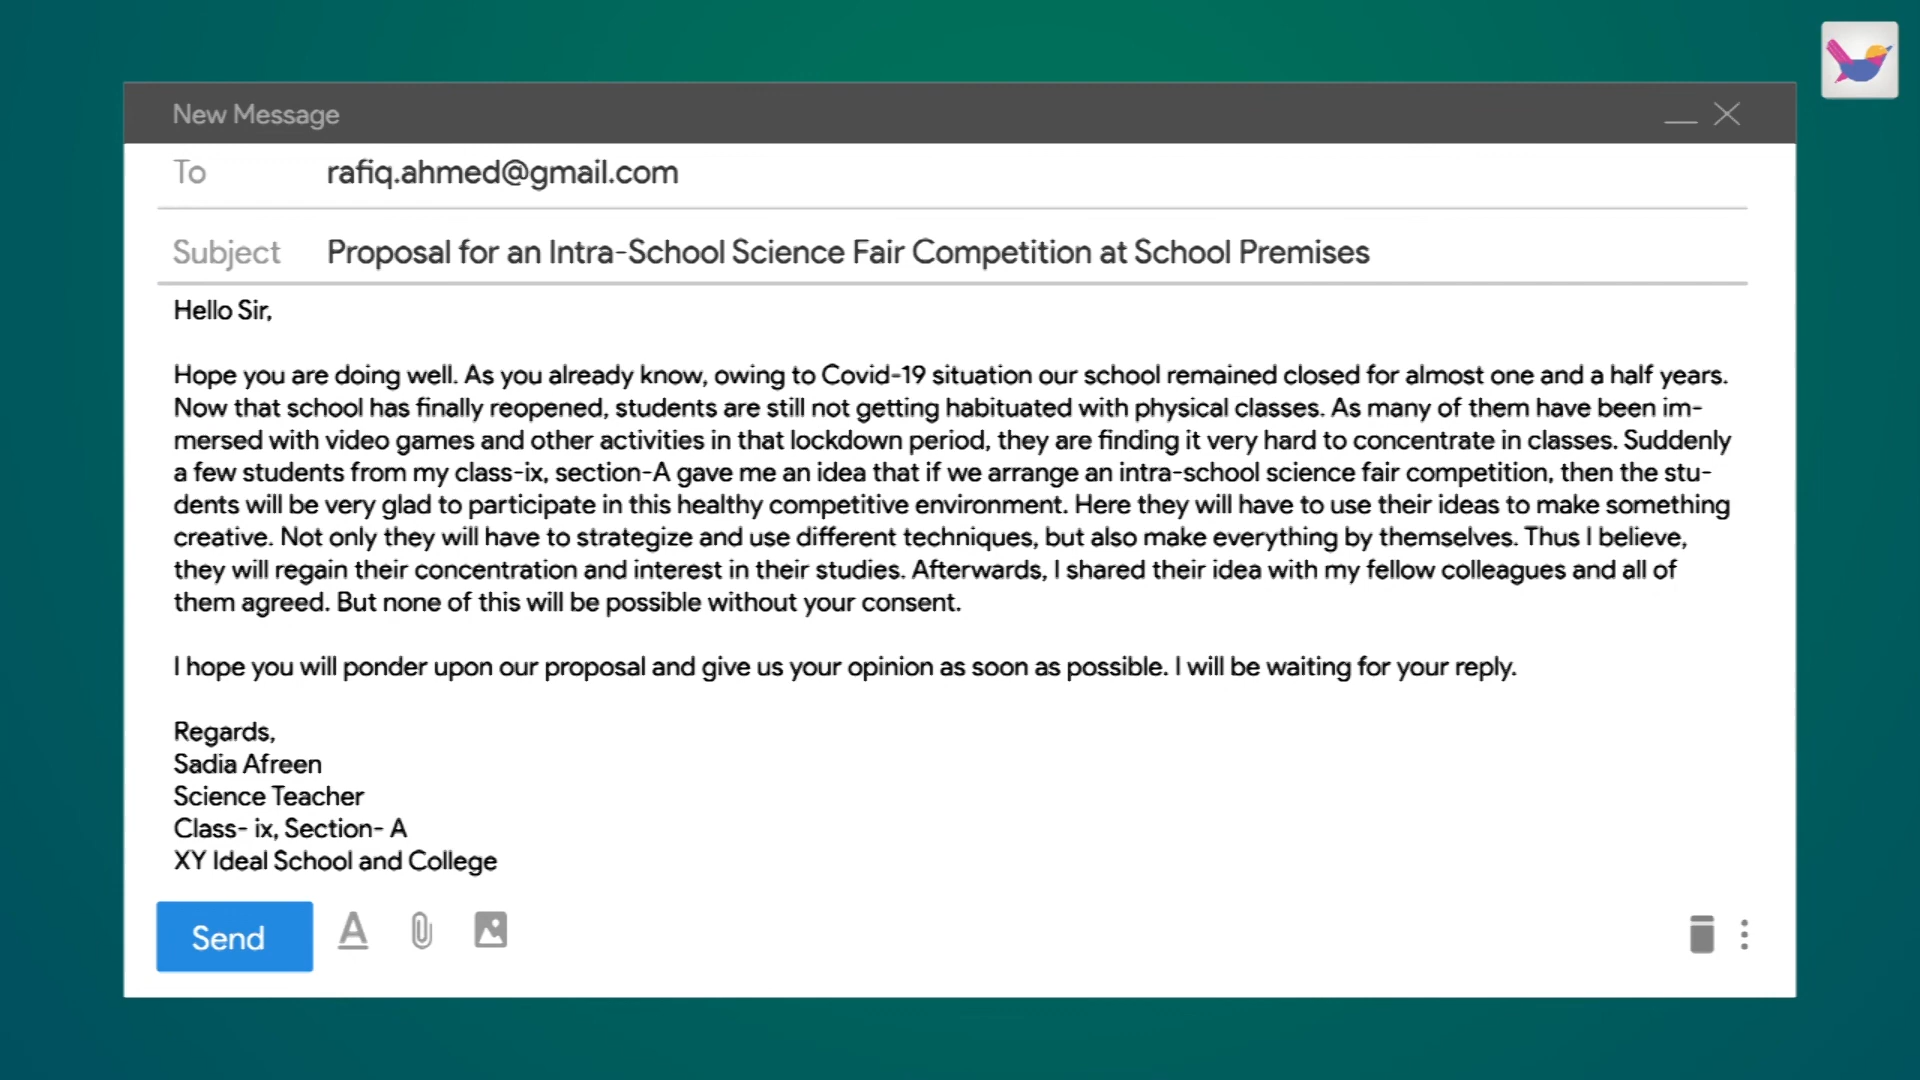 New Message
To rafiq.ahmed@gmail.com
Subject Proposal for an Intra-School Science Fair Competition at School Premises
Hello Sir,
Hope you are doing well. As you already know, owing to Covid-19 situation our school remained closed for almost one and a half years.
Now that school has finally reopened, students are still not getting habituated with physical classes. As many of them have been im-
mersed with video games and other activities in that lockdown period, they are finding it very hard to concentrate in classes. Suddenly
a few students from my class-ix, section-A gave me an idea that if we arrange an intra-school science fair competition, then the stu-
dents will be very glad to participate in this healthy competitive environment. Here they will have to use their ideas to make something
creative. Not only they will have to strategize and use different techniques, but also make everything by themselves. Thus I believe,
they will regain their concentration and interest in their studies. Afterwards, I shared their idea with my fellow colleagues and all of
them agreed. But none of this will be possible without your consent.
I hope you will ponder upon our proposal and give us your opinion as soon as possible. I will be waiting for your reply.
Regards,
Sadia Afreen
Science Teacher
Class- ix, Section- A
XY Ideal School and College
Send A